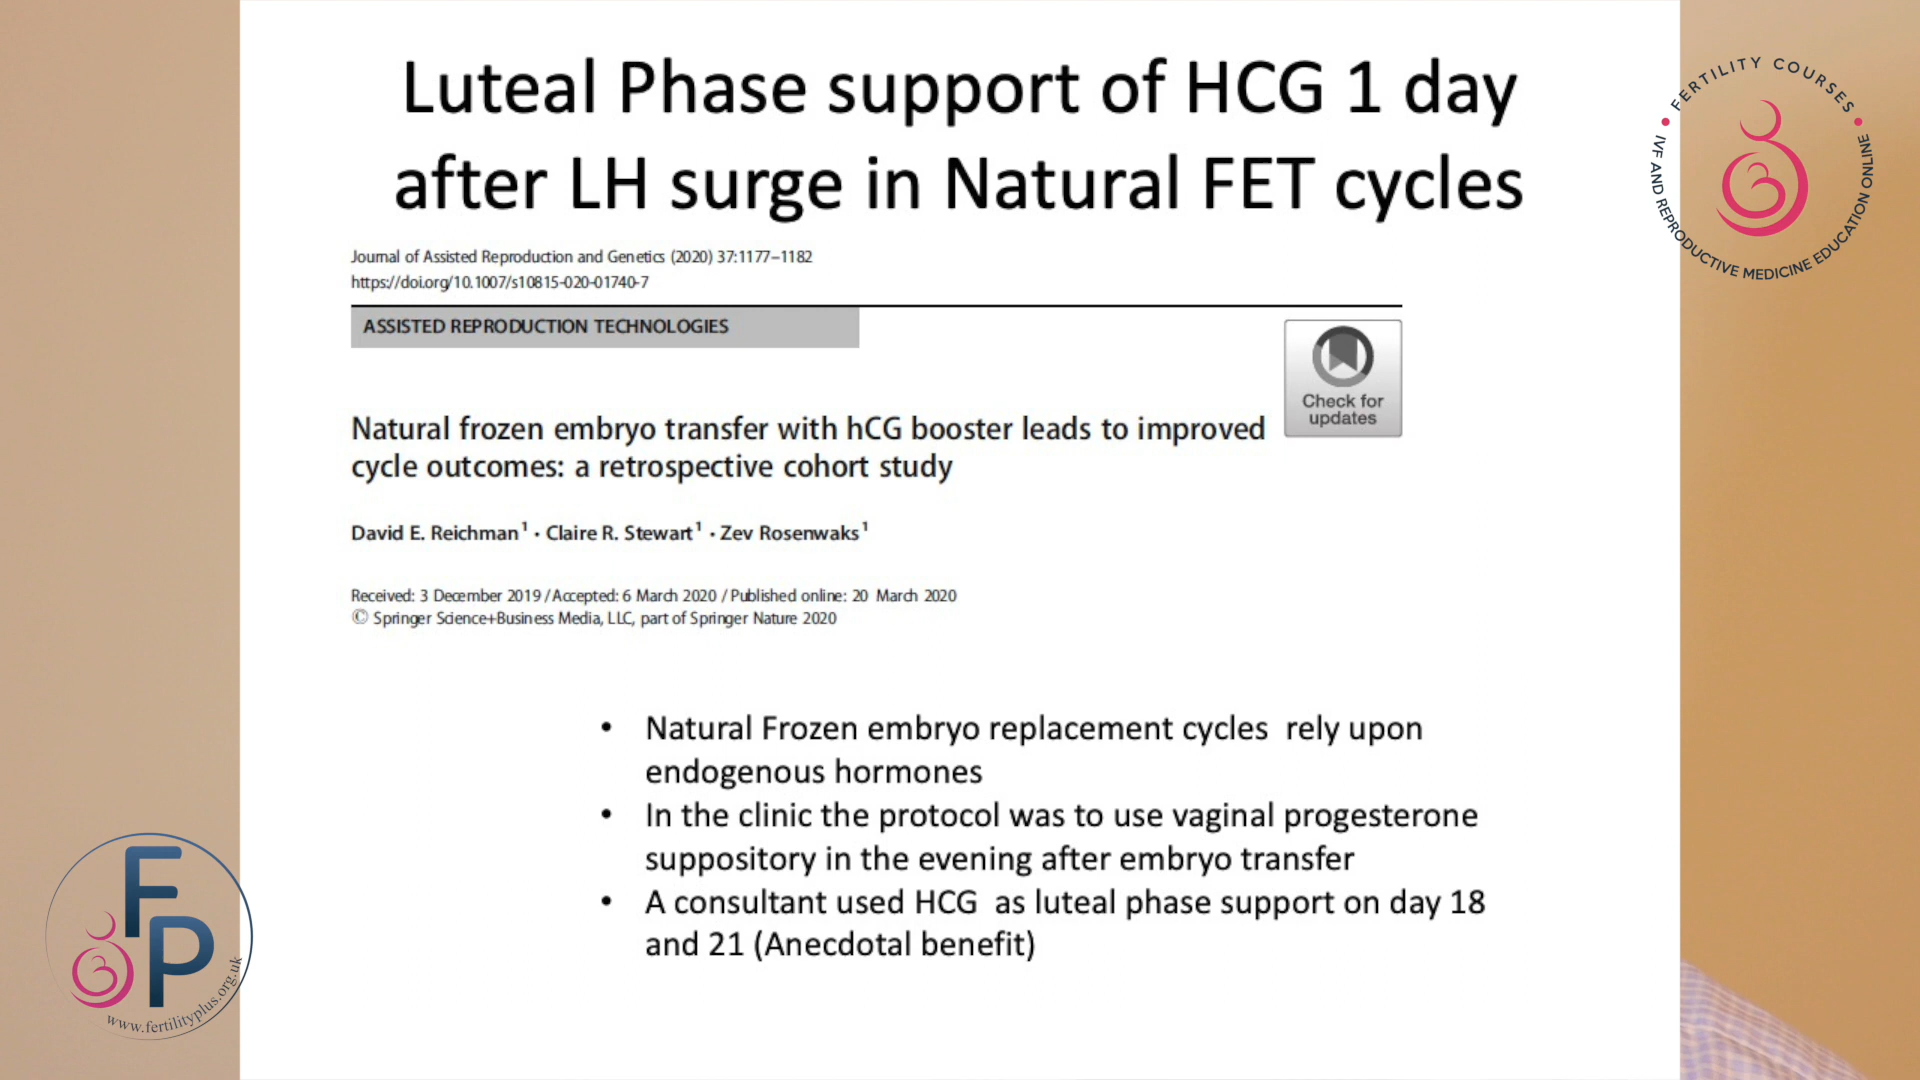 Luteal Phase support of HCG 1 day
after LH surge in Natural FET cycles
FERTILITY COURSES
IVF AND REPRODUCTIVE MEDICINE EDUCATION ONLINE
Journal of Assisted Reproduction and Genetics (2020) 37:1177–1182
https://doi.org/10.1007/s10815-020-01740-7
ASSISTED REPRODUCTION TECHNOLOGIES
Check for
updates
Natural frozen embryo transfer with hCG booster leads to improved
cycle outcomes: a retrospective cohort study
David E. Reichman¹ · Claire R. Stewart¹ · Zev Rosenwaks¹
Received: 3 December 2019 / Accepted: 6 March 2020 / Published online: 20 March 2020
© Springer Science+Business Media, LLC, part of Springer Nature 2020
• Natural Frozen embryo replacement cycles rely upon
endogenous hormones
• In the clinic the protocol was to use vaginal progesterone
suppository in the evening after embryo transfer
• A consultant used HCG as luteal phase support on day 18
and 21 (Anecdotal benefit)
FP
www.fertilityplus.org.uk